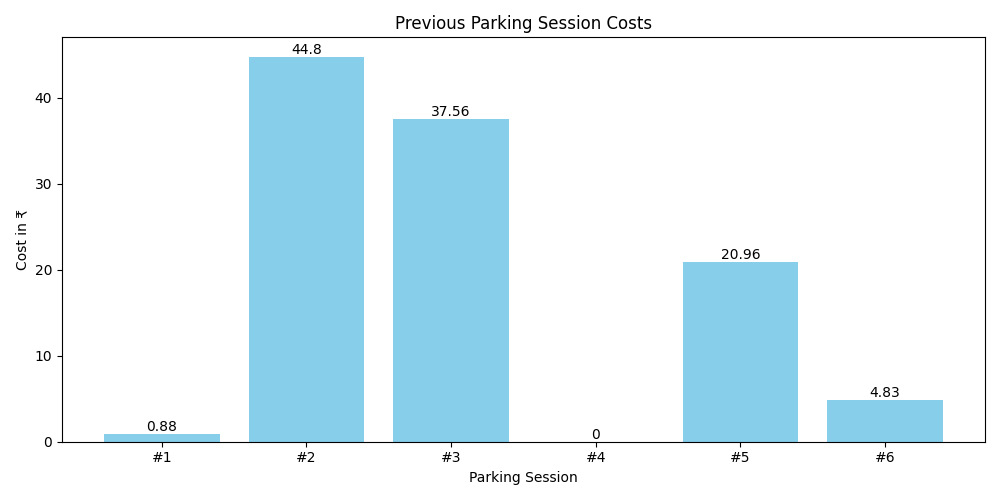 Previous Parking Session Costs
Cost in ₹
40
30
20
10
0
0.88
44.8
37.56
0
20.96
4.83
#1 #2 #3 #4 #5 #6
Parking Session